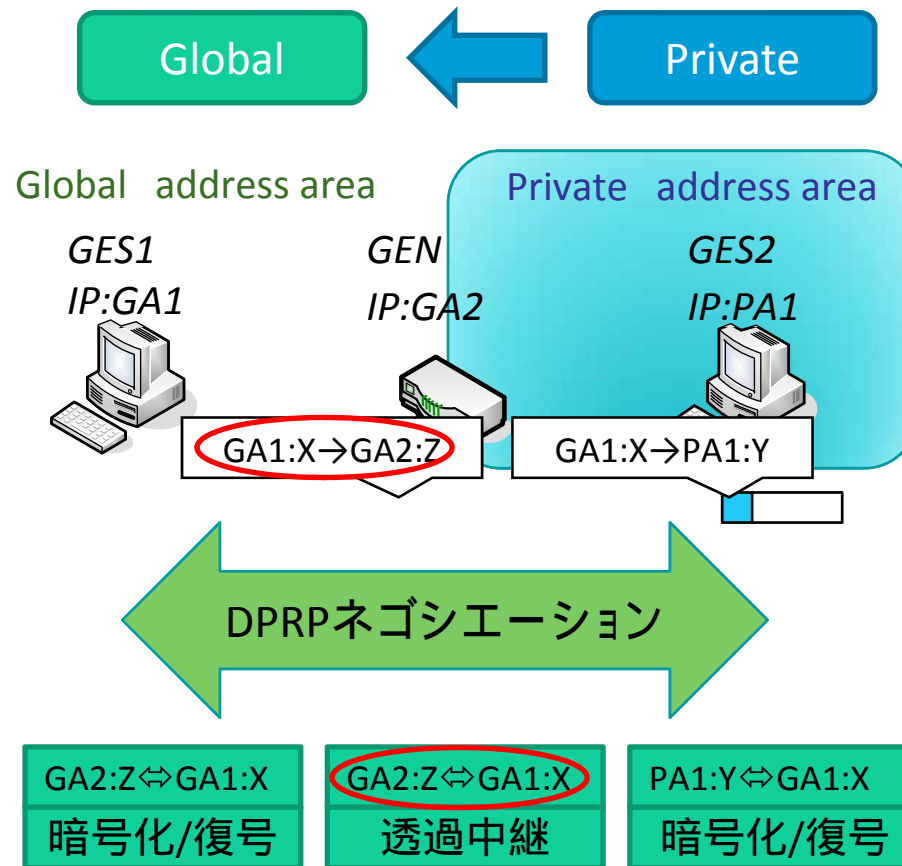 Global
Private
Global address area
Private address area
GES1
IP:GA1
GEN
IP:GA2
GES2
IP:PA1
GA1:X→GA2:Z
GA1:X→PA1:Y
DPRPネゴシエーション
GA2:Z⇔GA1:X
暗号化/復号
GA2:Z⇔GA1:X
透過中継
PA1:Y⇔GA1:X
暗号化/復号